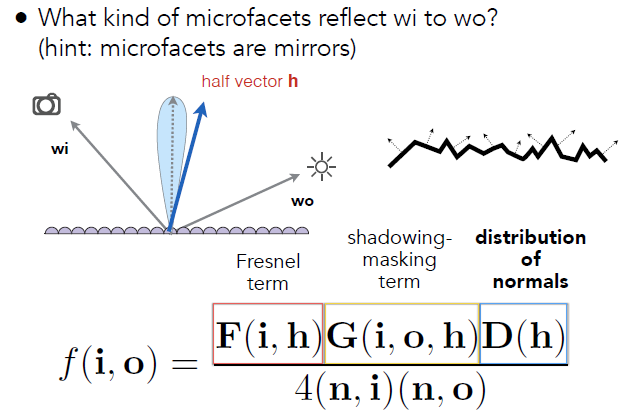 • What kind of microfacets reflect wi to wo?
(hint: microfacets are mirrors)
half vector h
wi
wo
Fresnel
term
shadowing-
masking
term
distribution
of
normals
f(i, o) = F(i, h)G(i, o, h)D(h)
4(n, i)(n, o)